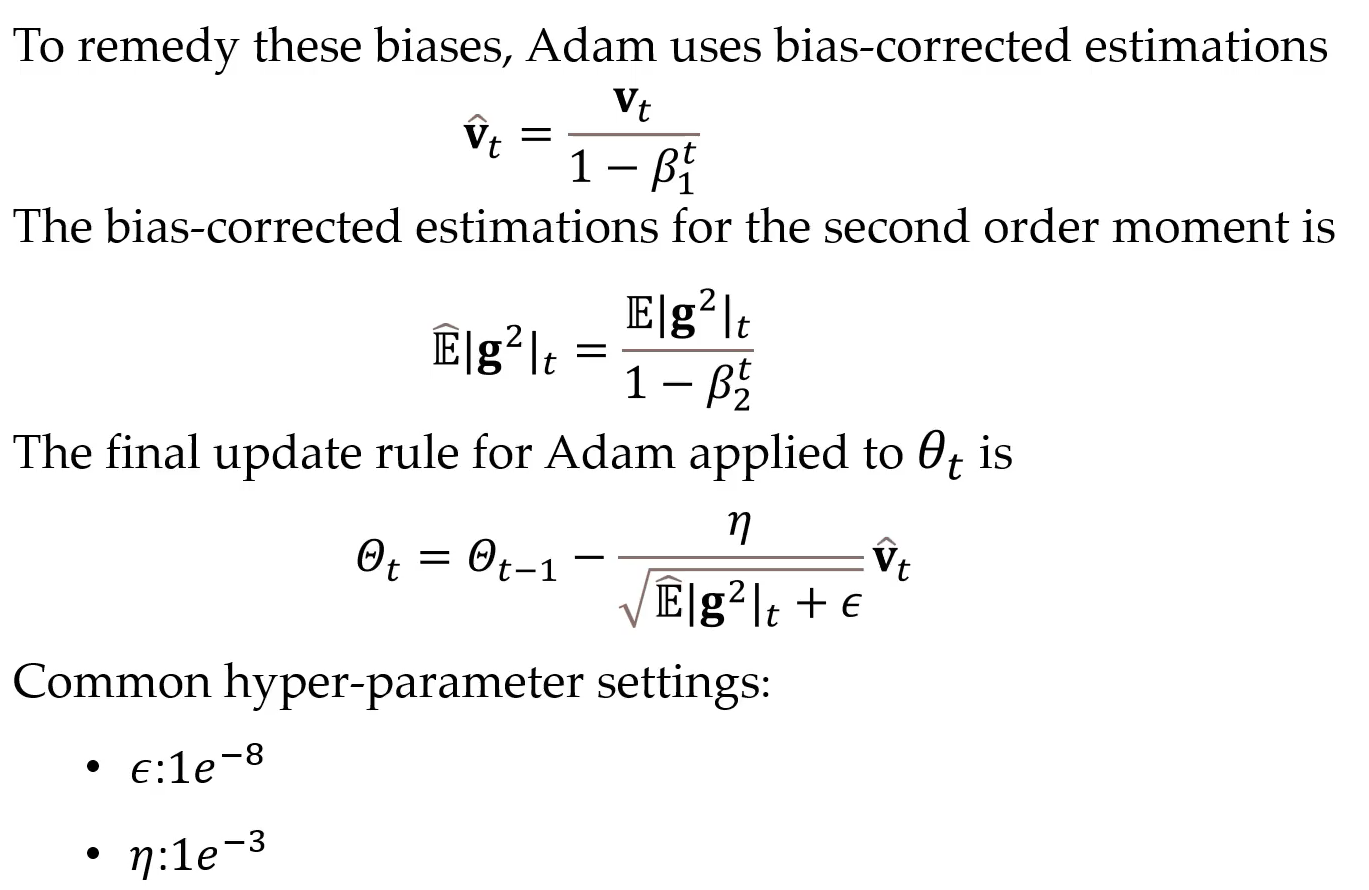 To remedy these biases, Adam uses bias-corrected estimations
$\hat{\mathbf{v}}_t = \frac{\mathbf{v}_t}{1 - \beta_1^t}$
The bias-corrected estimations for the second order moment is
$\widehat{\mathbb{E}}|\mathbf{g}^2|_t = \frac{\mathbb{E}|\mathbf{g}^2|_t}{1 - \beta_2^t}$
The final update rule for Adam applied to $\theta_t$ is
$\Theta_t = \Theta_{t-1} - \frac{\eta}{\sqrt{\widehat{\mathbb{E}}|\mathbf{g}^2|_t + \epsilon}} \hat{\mathbf{v}}_t$
Common hyper-parameter settings:
• $\epsilon$:1$e^{-8}$
• $\eta$:1$e^{-3}$